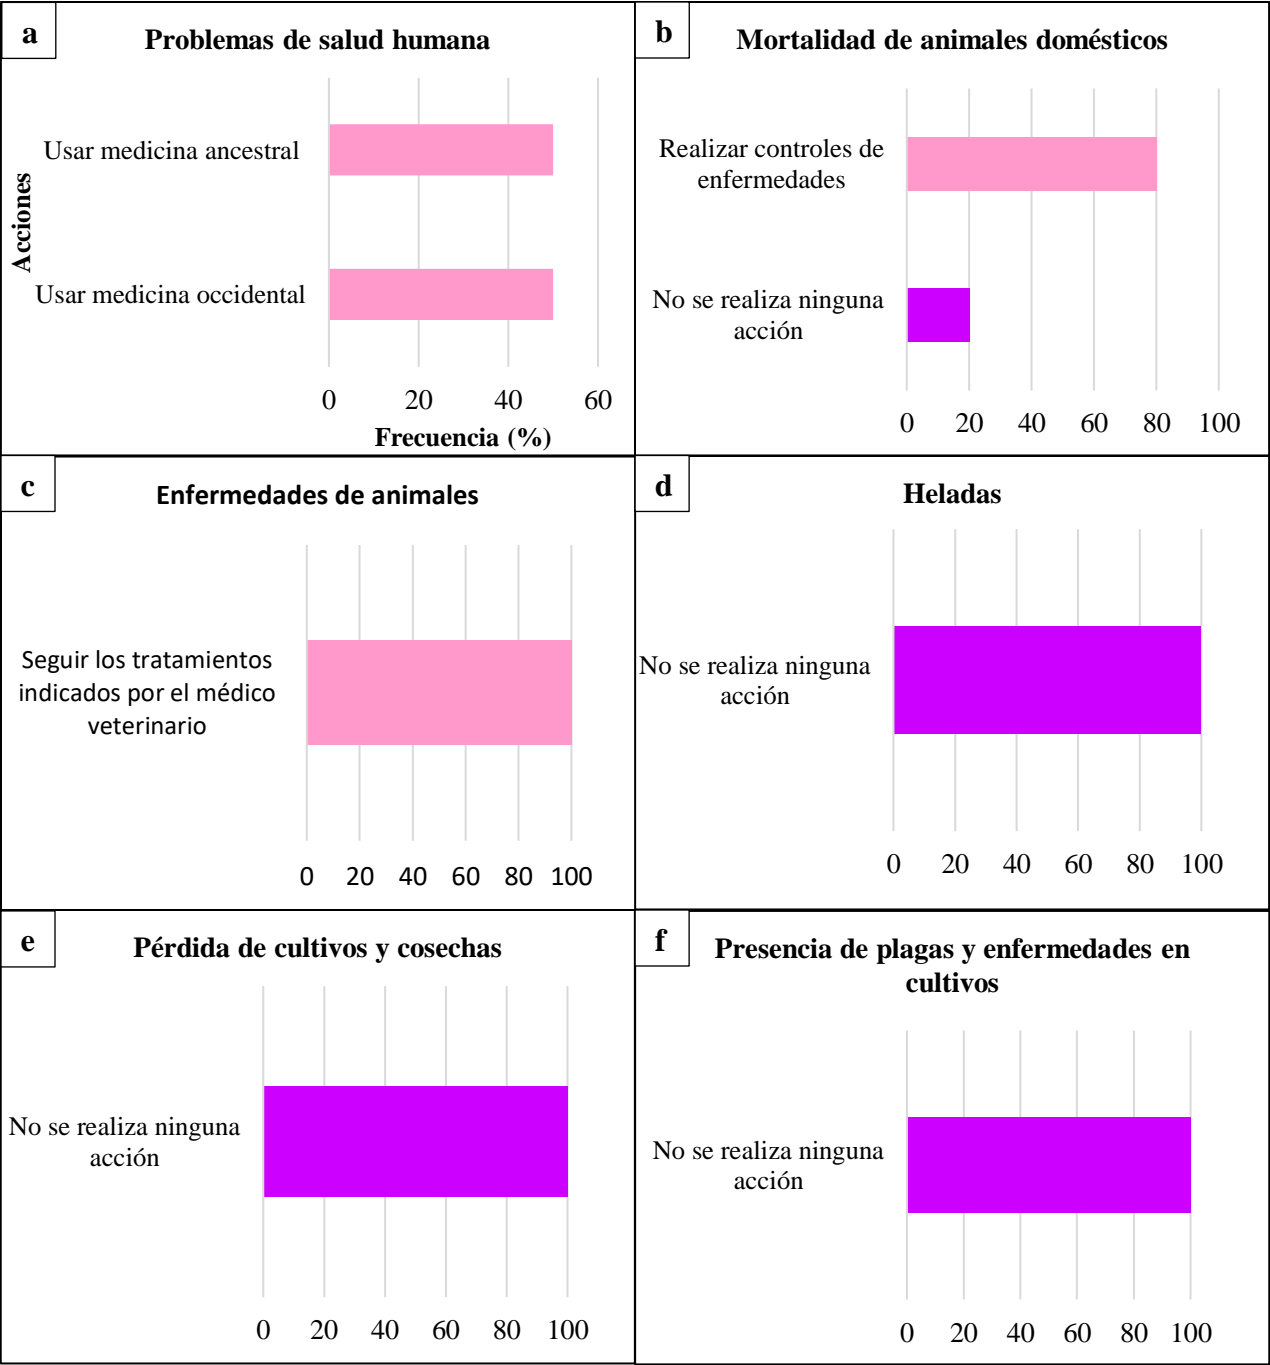 a
Problemas de salud humana
Acciones
Usar medicina ancestral
Usar medicina occidental
0 20 40 60
Frecuencia (%)
b
Mortalidad de animales domésticos
Realizar controles de
enfermedades
No se realiza ninguna
acción
0 20 40 60 80 100
c
Enfermedades de animales
Seguir los tratamientos
indicados por el médico
veterinario
0 20 40 60 80 100
d
Heladas
No se realiza ninguna
acción
0 20 40 60 80 100
e
Pérdida de cultivos y cosechas
No se realiza ninguna
acción
0 20 40 60 80 100
f
Presencia de plagas y enfermedades en
cultivos
No se realiza ninguna
acción
0 20 40 60 80 100